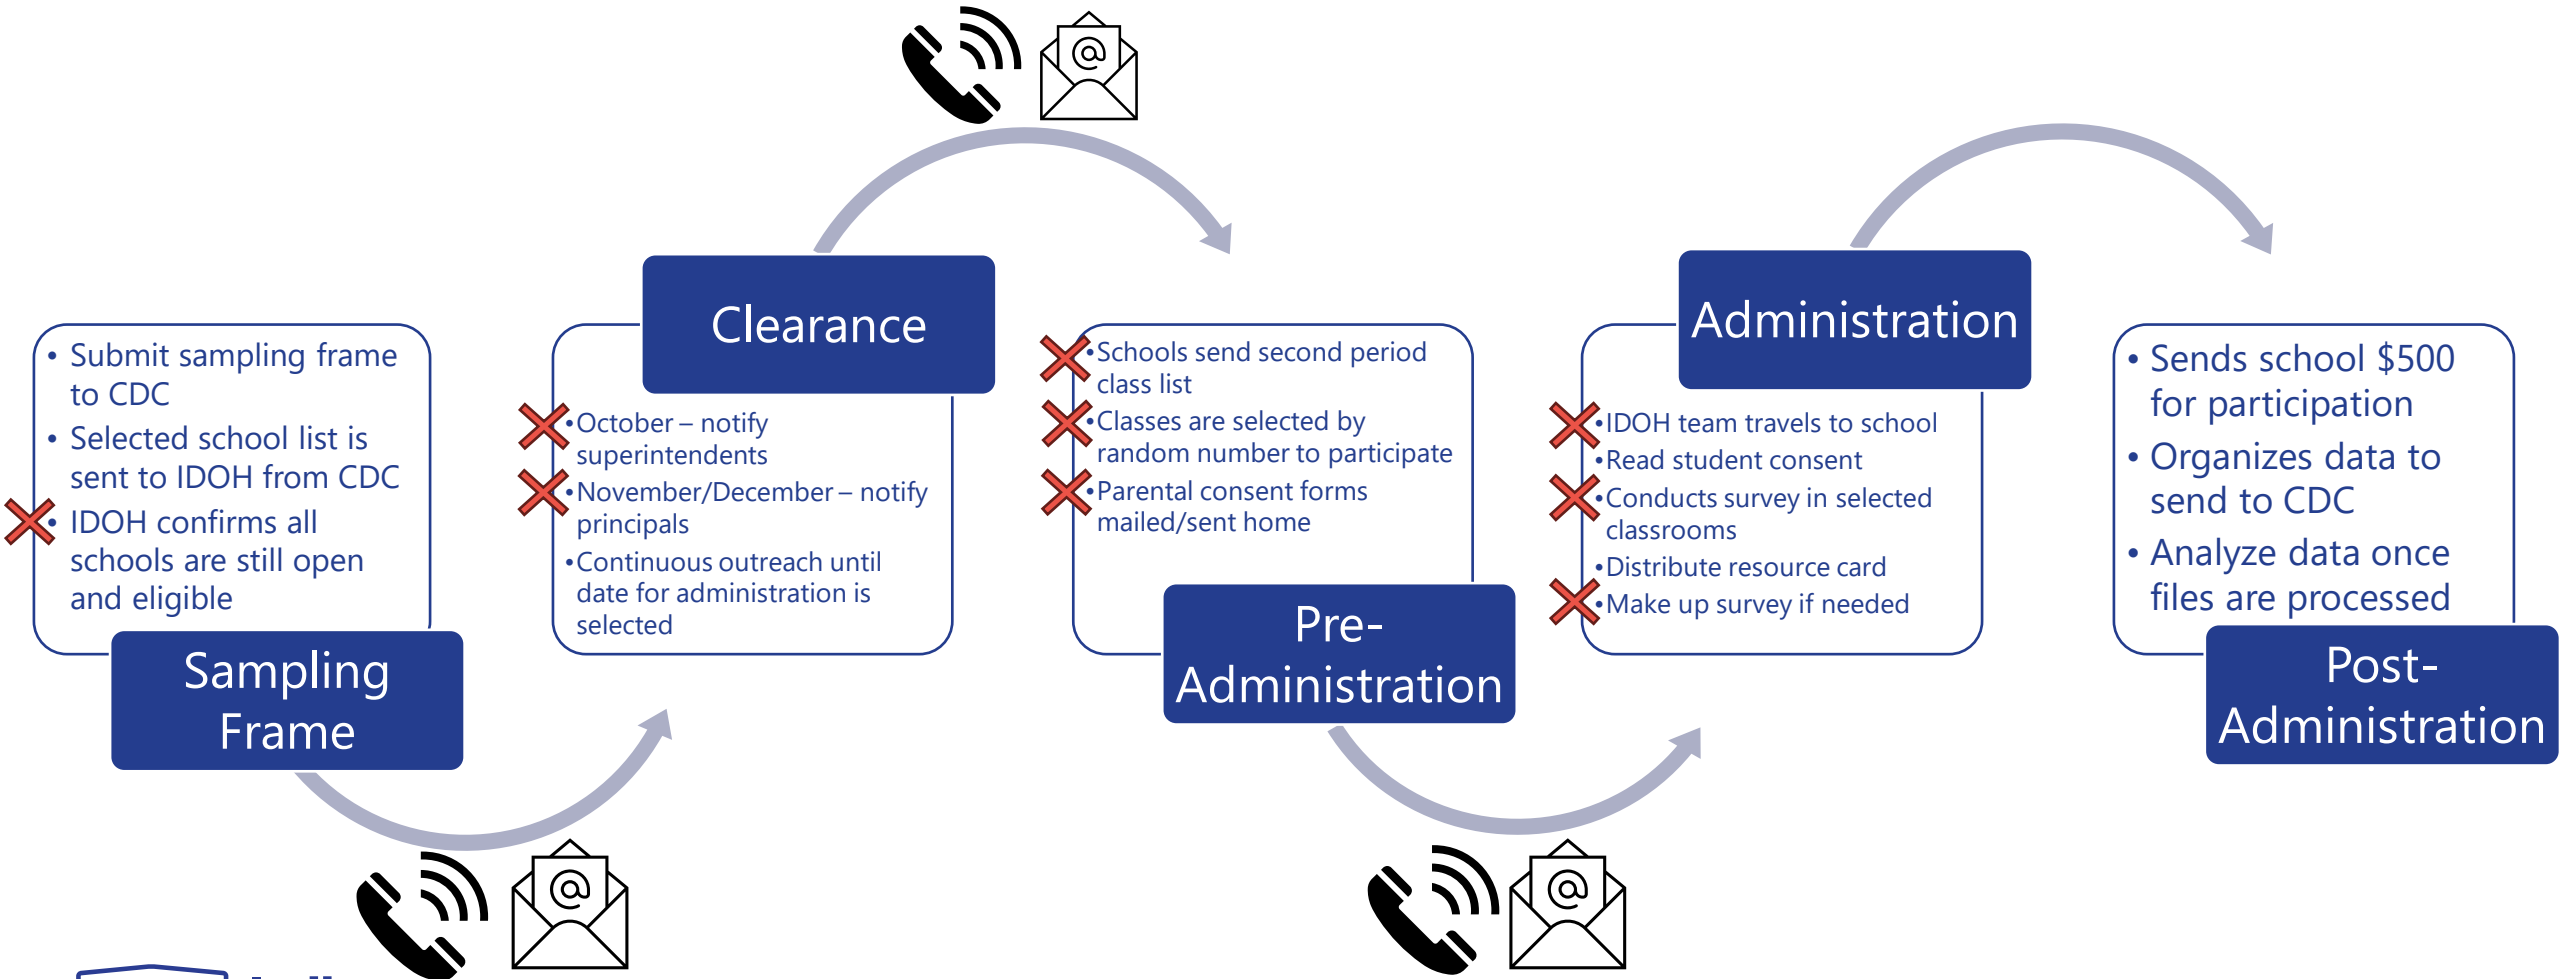 • Submit sampling frame
to CDC
• Selected school list is
sent to IDOH from CDC
• IDOH confirms all
schools are still open
and eligible
Sampling
Frame
Clearance
•October – notify
superintendents
•November/December – notify
principals
•Continuous outreach until
date for administration is
selected
•Schools send second period
class list
•Classes are selected by
random number to participate
•Parental consent forms
mailed/sent home
Pre-
Administration
Administration
•IDOH team travels to school
•Read student consent
•Conducts survey in selected
classrooms
•Distribute resource card
•Make up survey if needed
• Sends school $500
for participation
• Organizes data to
send to CDC
• Analyze data once
files are processed
Post-
Administration
@
@
@